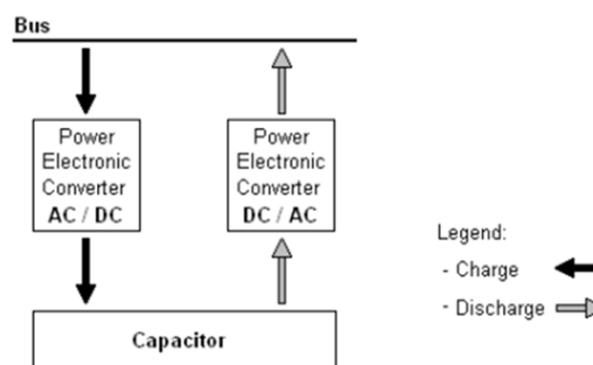 Bus
Power
Electronic
Converter
AC / DC
Power
Electronic
Converter
DC / AC
Legend:
- Charge
- Discharge
Capacitor